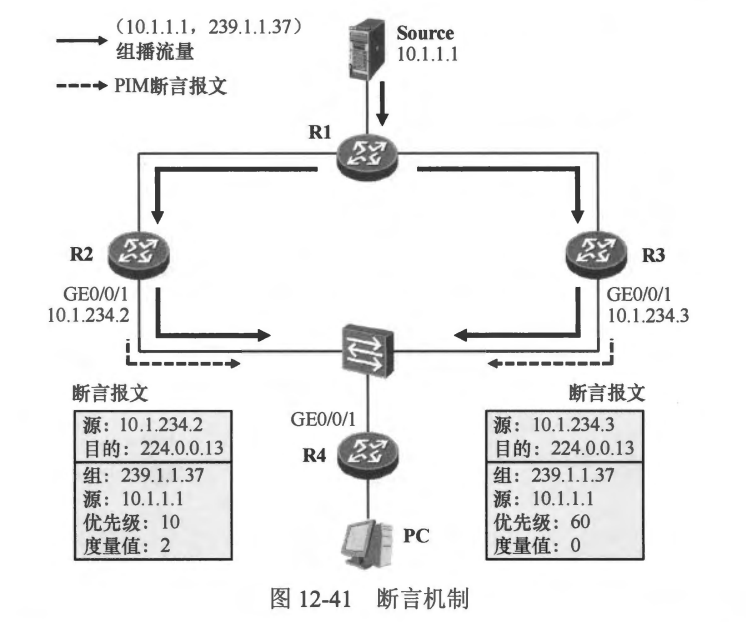 （10.1.1.1，239.1.1.37）
组播流量
PIM断言报文
Source
10.1.1.1
R1
R2
R3
GE0/0/1
10.1.234.2
GE0/0/1
10.1.234.3
断言报文
源：10.1.234.2
目的：224.0.0.13
组：239.1.1.37
源：10.1.1.1
优先级：10
度量值：2
GE0/0/1
R4
PC
断言报文
源：10.1.234.3
目的：224.0.0.13
组：239.1.1.37
源：10.1.1.1
优先级：60
度量值：0
图 12-41 断言机制